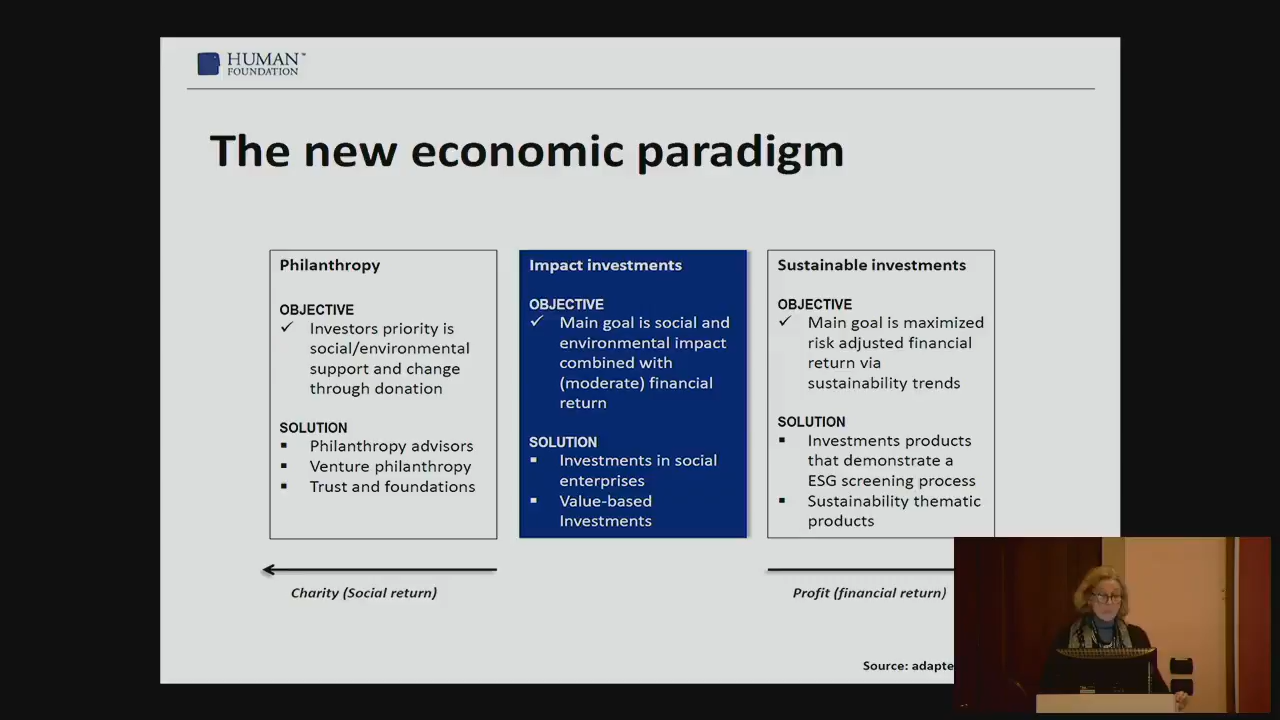 HUMAN™
FOUNDATION
The new economic paradigm
Philanthropy
OBJECTIVE
✓ Investors priority is
social/environmental
support and change
through donation
SOLUTION
▪ Philanthropy advisors
▪ Venture philanthropy
▪ Trust and foundations
Impact investments
OBJECTIVE
✓ Main goal is social and
environmental impact
combined with
(moderate) financial
return
SOLUTION
▪ Investments in social
enterprises
▪ Value-based
Investments
Sustainable investments
OBJECTIVE
✓ Main goal is maximized
risk adjusted financial
return via
sustainability trends
SOLUTION
▪ Investments products
that demonstrate a
ESG screening process
▪ Sustainability thematic
products
Charity (Social return)
Profit (financial return)
Source: